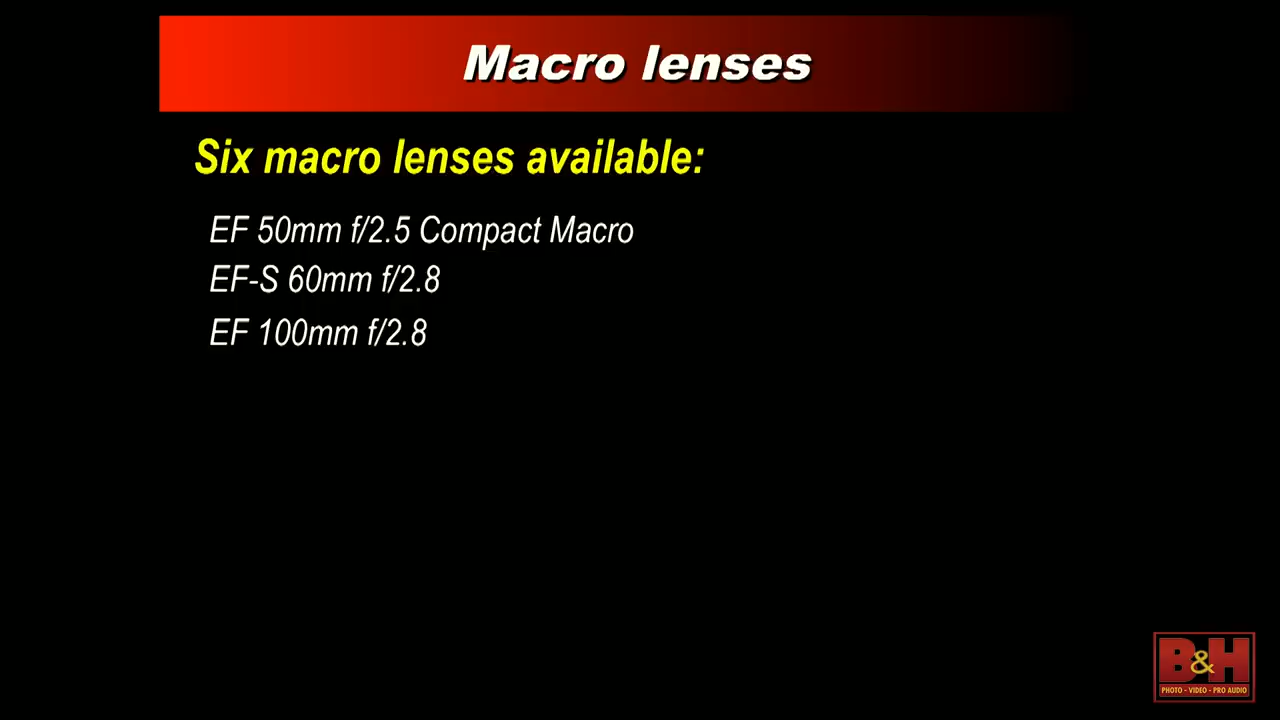 Macro lenses
Six macro lenses available:
EF 50mm f/2.5 Compact Macro
EF-S 60mm f/2.8
EF 100mm f/2.8
B&H
PHOTO - VIDEO - PRO AUDIO